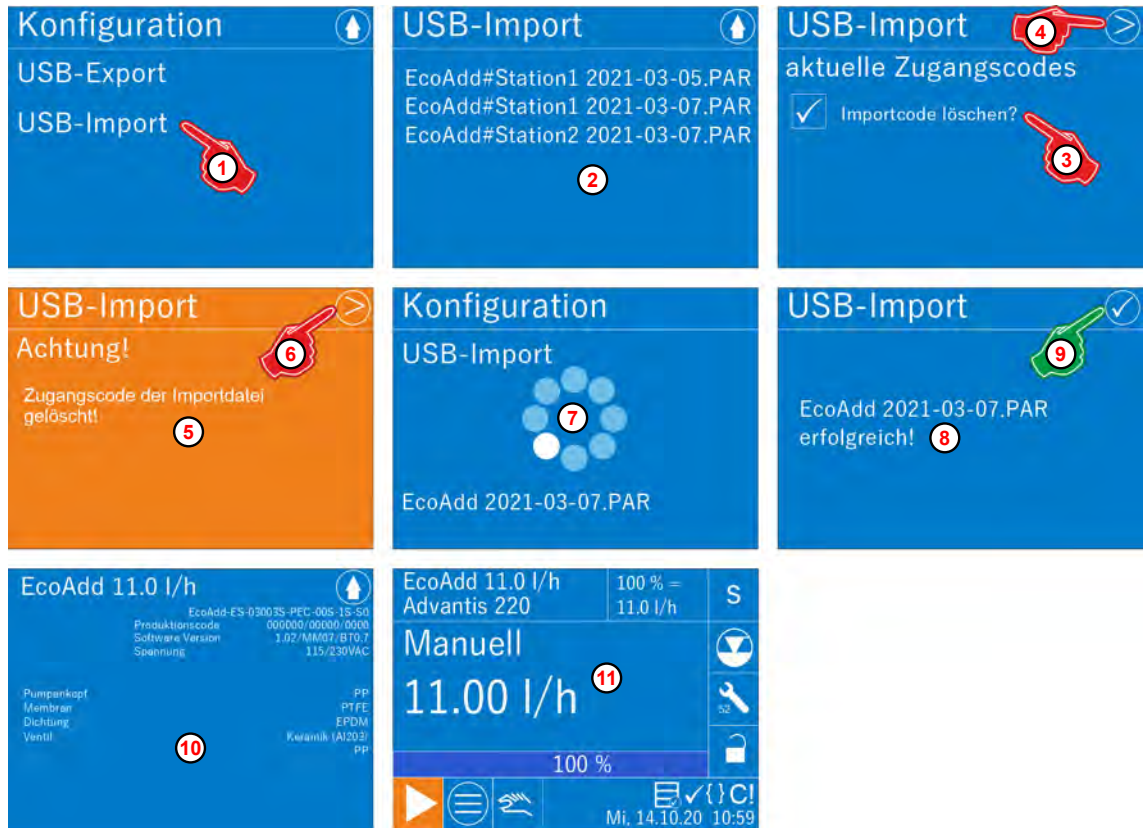 Konfiguration
USB-Export
USB-Import
1
USB-Import
EcoAdd#Station1 2021-03-05.PAR
EcoAdd#Station1 2021-03-07.PAR
EcoAdd#Station2 2021-03-07.PAR
2
USB-Import
4
>
aktuelle Zugangscodes
Importcode löschen?
3
USB-Import
>
Achtung!
6
Zugangscode der Importdatei
gelöscht!
5
Konfiguration
USB-Import
7
EcoAdd 2021-03-07.PAR
USB-Import
9
EcoAdd 2021-03-07.PAR
erfolgreich!
8
EcoAdd 11.0 l/h
EcoAdd-ES-03003S-PEC-00S-1S-S0
Produktionscode 000000/00000/0000
Software Version 1.02/MM07/BT0.7
Spannung 115/230VAC
Pumpenkopf PP
Membran PTFE
Dichtung EPDM
Ventil Keramik (Al2O3/
PP
10
EcoAdd 11.0 l/h 100 % =
Advantis 220 11.0 l/h
S
Manuell
11.00 l/h
11
52
100 %
{} C!
Mi, 14.10.20 10:59